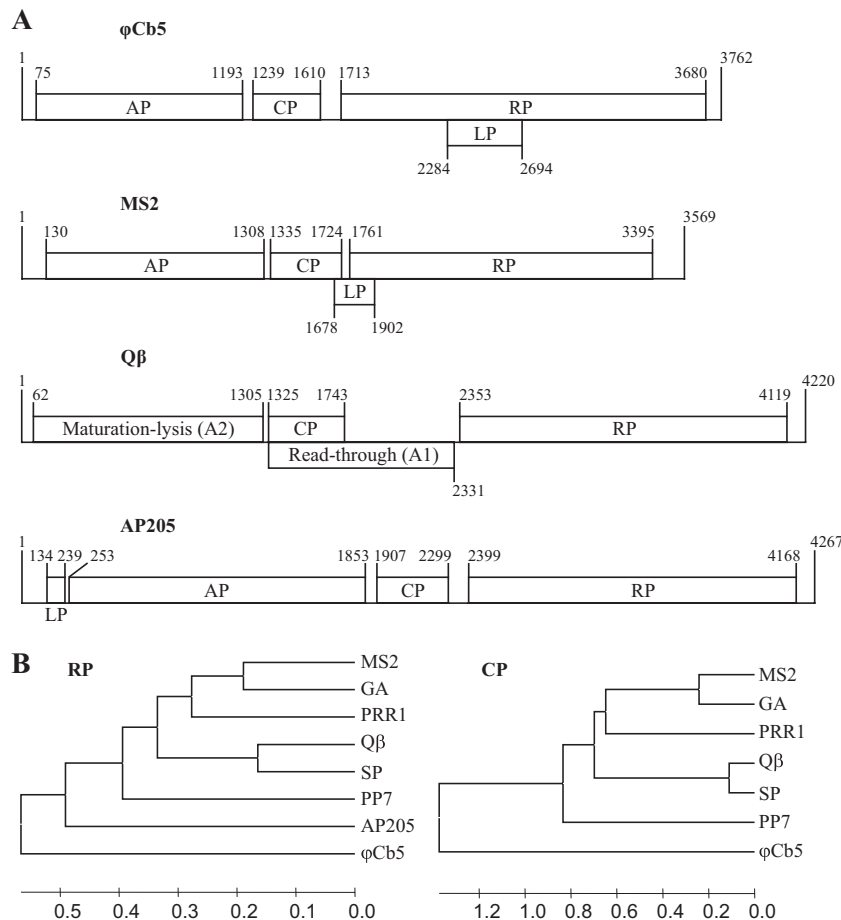 A
φCb5
1 75 1193 1239 1610 1713 3680 3762
AP CP RP
LP
2284 2694
MS2
1 130 1308 1335 1724 1761 3395 3569
AP CP RP
LP
1678 1902
Qβ
1 62 1305 1325 1743 2353 4119 4220
Maturation-lysis (A2) CP RP
Read-through (A1)
2331
AP205
1 134 239 253 1853 1907 2299 2399 4168 4267
AP CP RP
LP
B
RP
MS2
GA
PRR1
Qβ
SP
PP7
AP205
φCb5
0.5 0.4 0.3 0.2 0.1 0.0
CP
MS2
GA
PRR1
Qβ
SP
PP7
φCb5
1.2 1.0 0.8 0.6 0.4 0.2 0.0